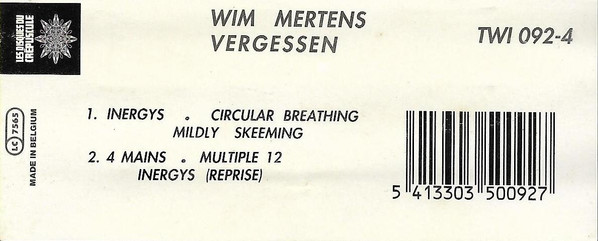 LES DISQUES DU
CRÉPUSCULE
WIM MERTENS
VERGESSEN
TWI 092-4
LC 7565
MADE IN BELGIUM
1. INERGYS . CIRCULAR BREATHING
MILDLY SKEEMING
2. 4 MAINS . MULTIPLE 12
INERGYS (REPRISE)
5 413303 500927